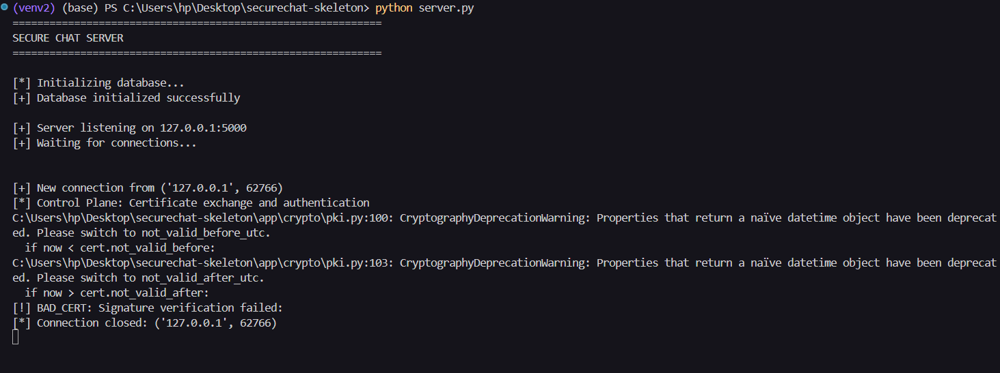 (venv2) (base) PS C:\Users\hp\Desktop\securechat-skeleton> python server.py
============================================================
SECURE CHAT SERVER
============================================================
[*] Initializing database...
[+] Database initialized successfully
[+] Server listening on 127.0.0.1:5000
[+] Waiting for connections...
[+] New connection from ('127.0.0.1', 62766)
[*] Control Plane: Certificate exchange and authentication
C:\Users\hp\Desktop\securechat-skeleton\app\crypto\pki.py:100: CryptographyDeprecationWarning: Properties that return a naïve datetime object have been deprecat
ed. Please switch to not_valid_before_utc.
  if now < cert.not_valid_before:
C:\Users\hp\Desktop\securechat-skeleton\app\crypto\pki.py:103: CryptographyDeprecationWarning: Properties that return a naïve datetime object have been deprecat
ed. Please switch to not_valid_after_utc.
  if now > cert.not_valid_after:
[!] BAD_CERT: Signature verification failed:
[*] Connection closed: ('127.0.0.1', 62766)